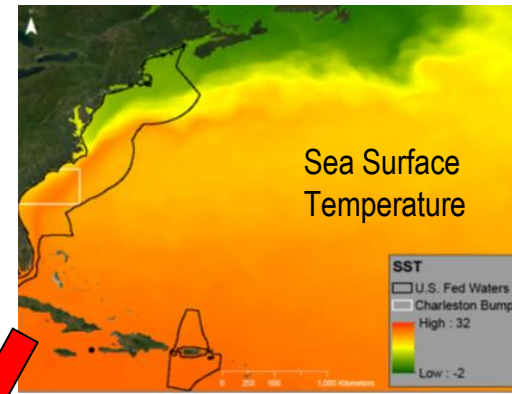 Sea Surface
Temperature
SST
U.S. Fed Waters
Charleston Bump
High : 32
Low : -2
0 250 500 1,000 Kilometers